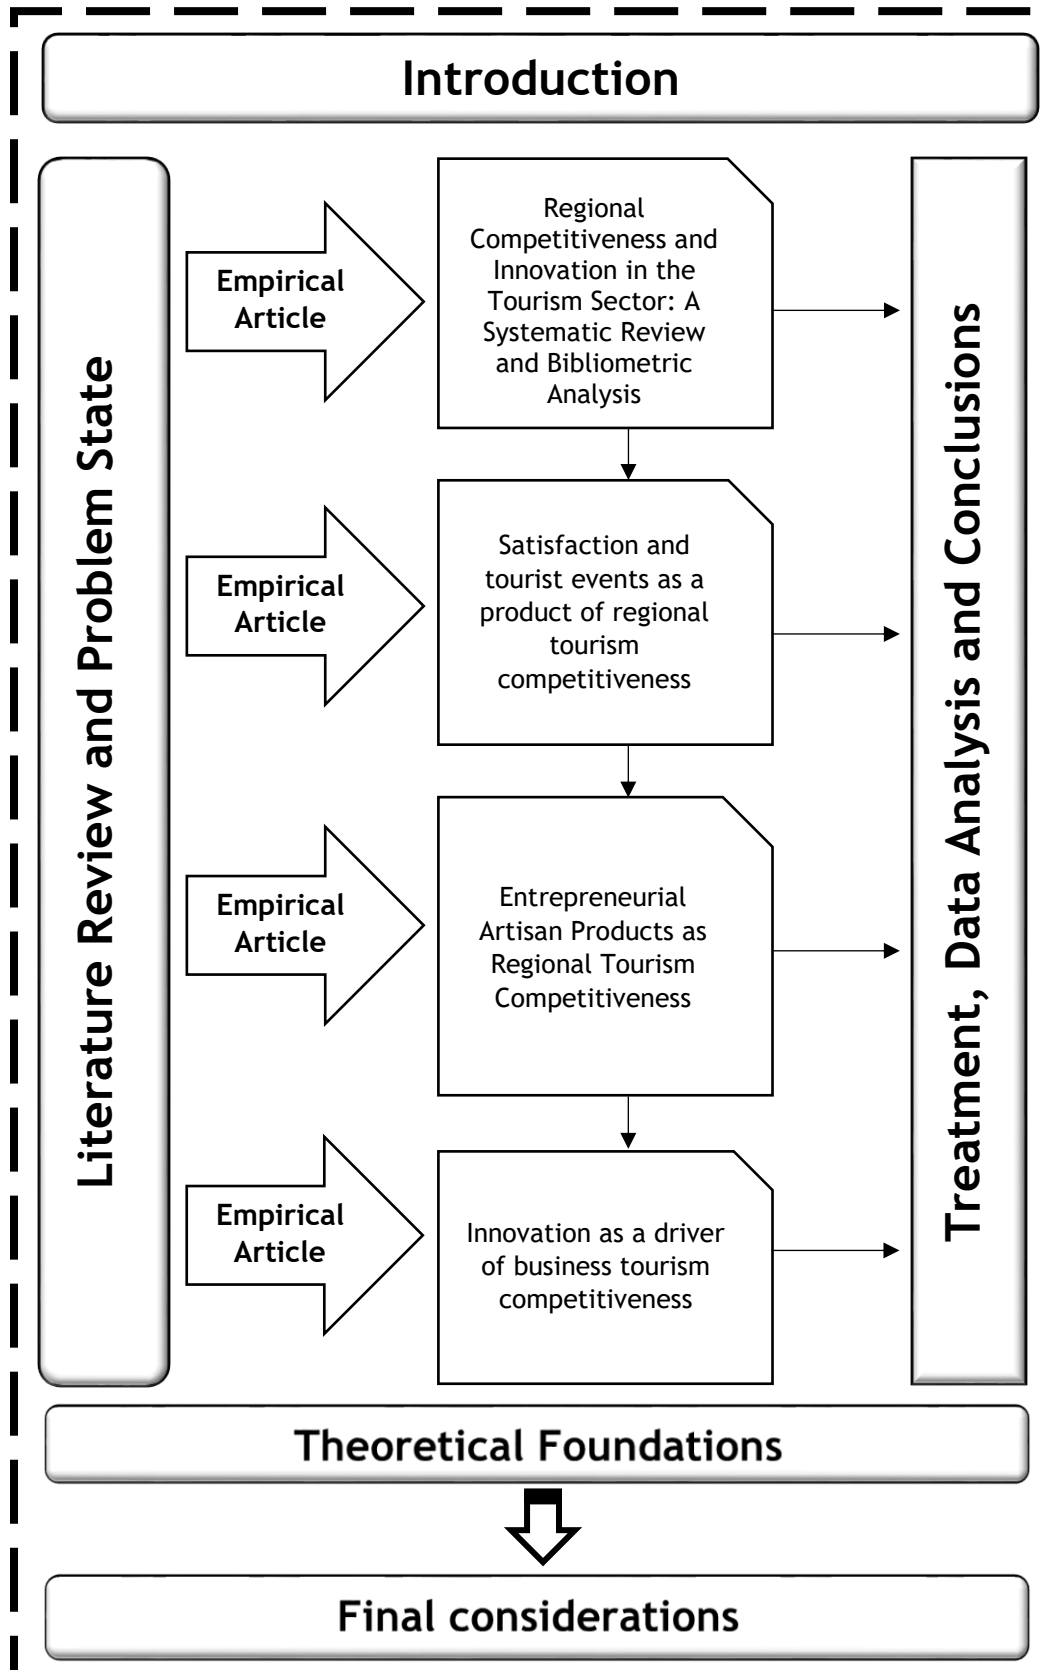 Introduction
Literature Review and Problem State
Empirical
Article
Regional
Competitiveness and
Innovation in the
Tourism Sector: A
Systematic Review
and Bibliometric
Analysis
Empirical
Article
Satisfaction and
tourist events as a
product of regional
tourism
competitiveness
Empirical
Article
Entrepreneurial
Artisan Products as
Regional Tourism
Competitiveness
Empirical
Article
Innovation as a driver
of business tourism
competitiveness
Treatment, Data Analysis and Conclusions
Theoretical Foundations
Final considerations